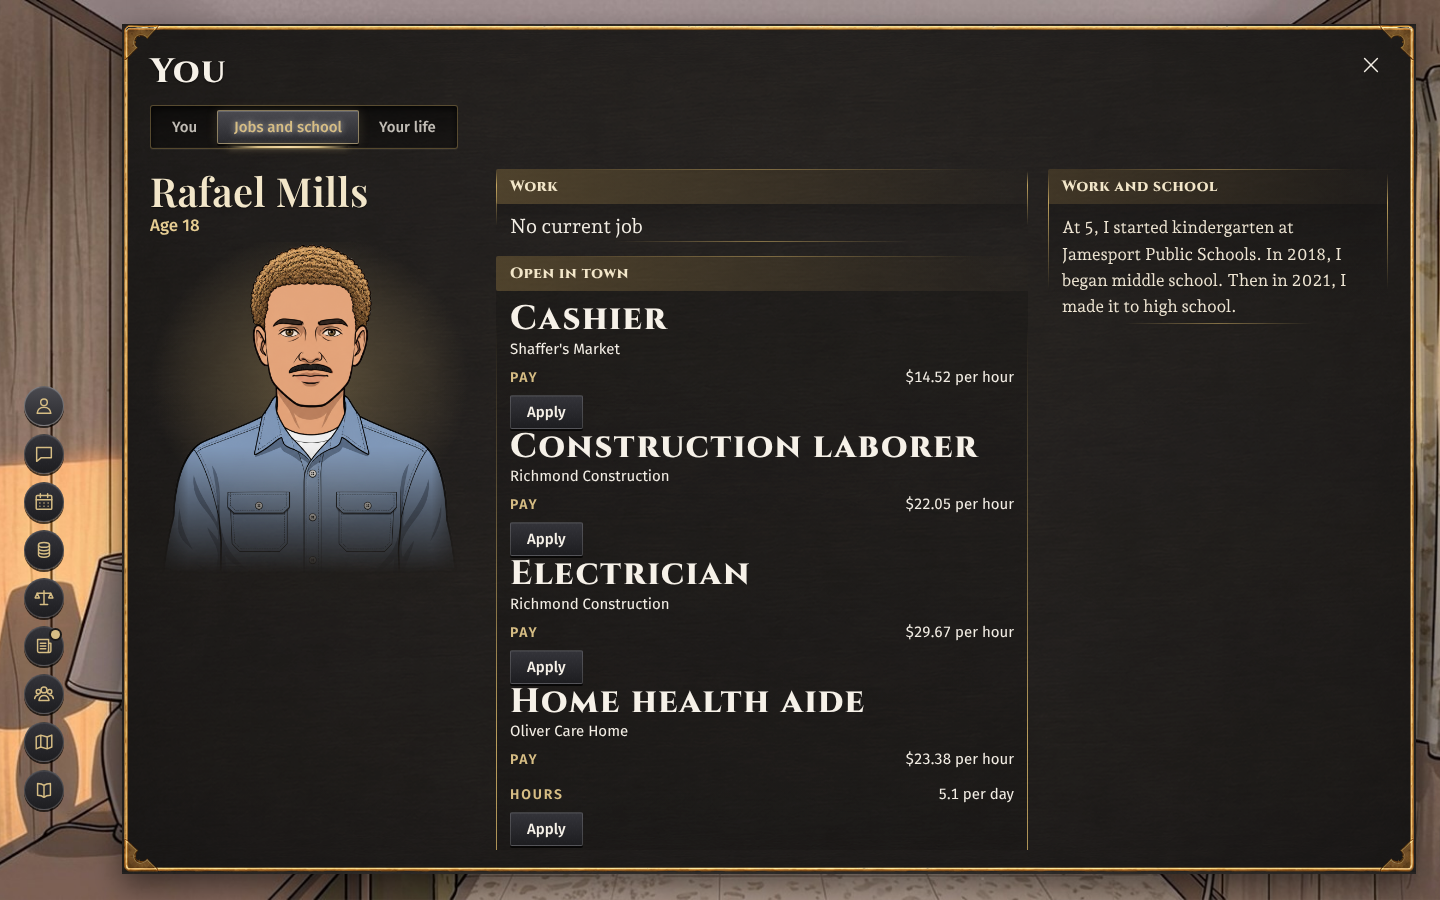 You
You
Jobs and school
Your life
Rafael Mills
Age 18
Work
No current job
Open in town
Cashier
Shaffer's Market
PAY
$14.52 per hour
Apply
Construction laborer
Richmond Construction
PAY
$22.05 per hour
Apply
Electrician
Richmond Construction
PAY
$29.67 per hour
Apply
Home health aide
Oliver Care Home
PAY
$23.38 per hour
HOURS
5.1 per day
Apply
Work and school
At 5, I started kindergarten at
Jamesport Public Schools. In 2018, I
began middle school. Then in 2021, I
made it to high school.